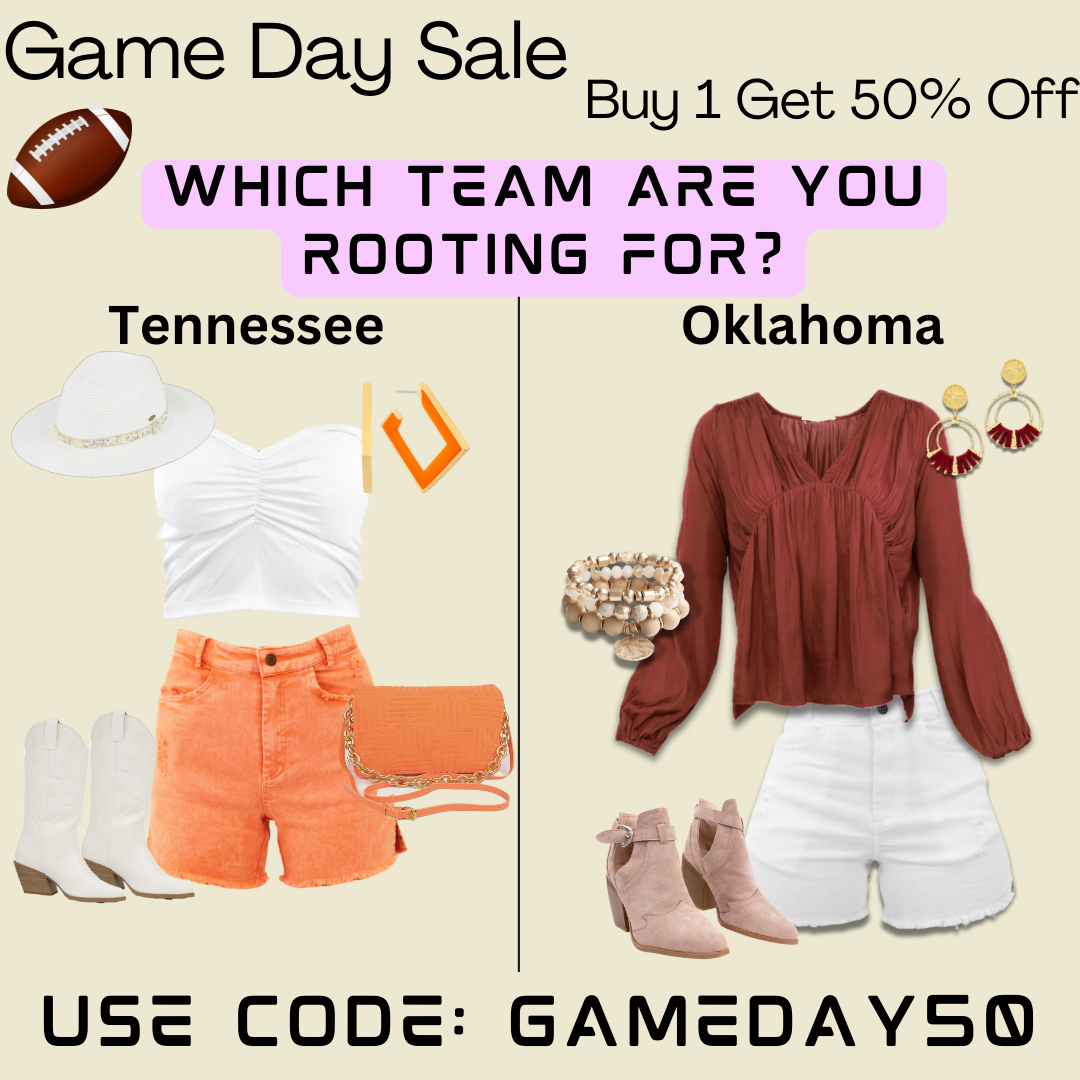 Game Day Sale
Buy 1 Get 50% Off
WHICH TEAM ARE YOU
ROOTING FOR?
Tennessee
Oklahoma
USE CODE: GAMEDAY50